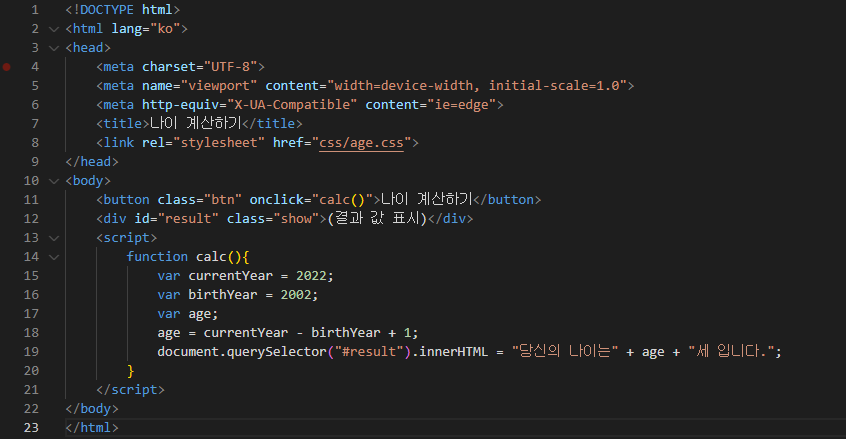 1 <!DOCTYPE html>
2 <html lang="ko">
3 <head>
4 <meta charset="UTF-8">
5 <meta name="viewport" content="width=device-width, initial-scale=1.0">
6 <meta http-equiv="X-UA-Compatible" content="ie=edge">
7 <title>나이 계산하기</title>
8 <link rel="stylesheet" href="css/age.css">
9 </head>
10 <body>
11 <button class="btn" onclick="calc()">나이 계산하기</button>
12 <div id="result" class="show">(결과 값 표시)</div>
13 <script>
14 function calc(){
15 var currentYear = 2022;
16 var birthYear = 2002;
17 var age;
18 age = currentYear - birthYear + 1;
19 document.querySelector("#result").innerHTML = "당신의 나이는" + age + "세 입니다.";
20 }
21 </script>
22 </body>
23 </html>